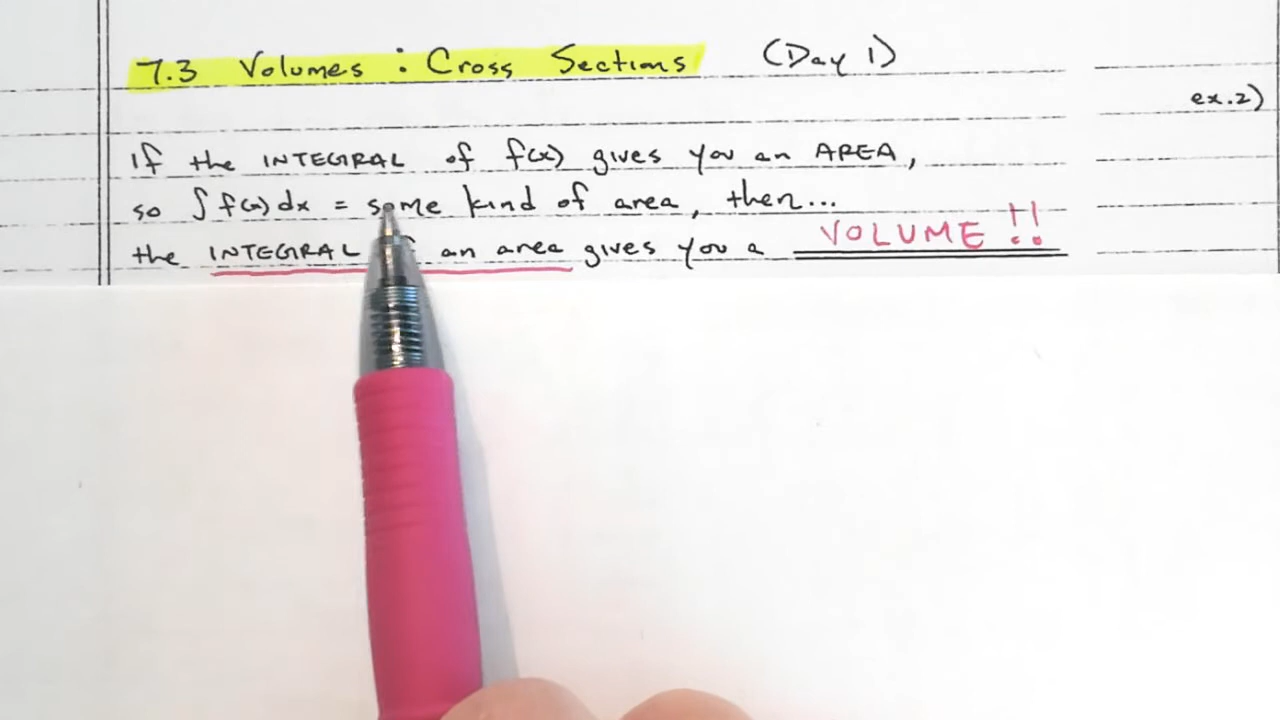 7.3 Volumes : Cross Sections (Day 1)
ex.2)
If the INTEGRAL of f(x) gives you an AREA,
so ∫ f(x) dx = some kind of area, then...
the INTEGRAL an area gives you a VOLUME !!